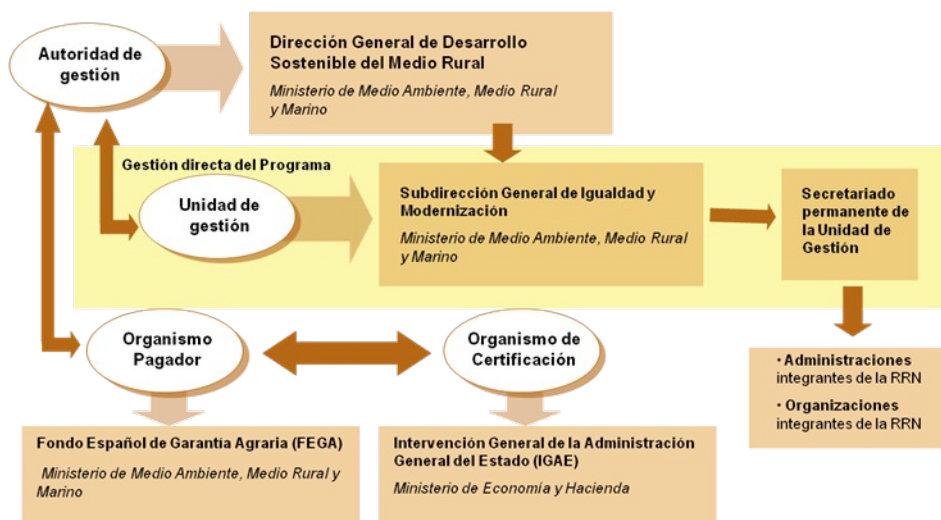 Autoridad de
gestión
Dirección General de Desarrollo
Sostenible del Medio Rural
Ministerio de Medio Ambiente, Medio Rural
y Marino
Gestión directa del Programa
Unidad de
gestión
Subdirección General de Igualdad y
Modernización
Ministerio de Medio Ambiente, Medio Rural
y Marino
Secretariado
permanente de
la Unidad de
Gestión
Organismo
Pagador
Organismo de
Certificación
• Administraciones
integrantes de la RRN
• Organizaciones
integrantes de la RRN
Fondo Español de Garantía Agraria (FEGA)
Ministerio de Medio Ambiente, Medio Rural y
Marino
Intervención General de la Administración
General del Estado (IGAE)
Ministerio de Economía y Hacienda